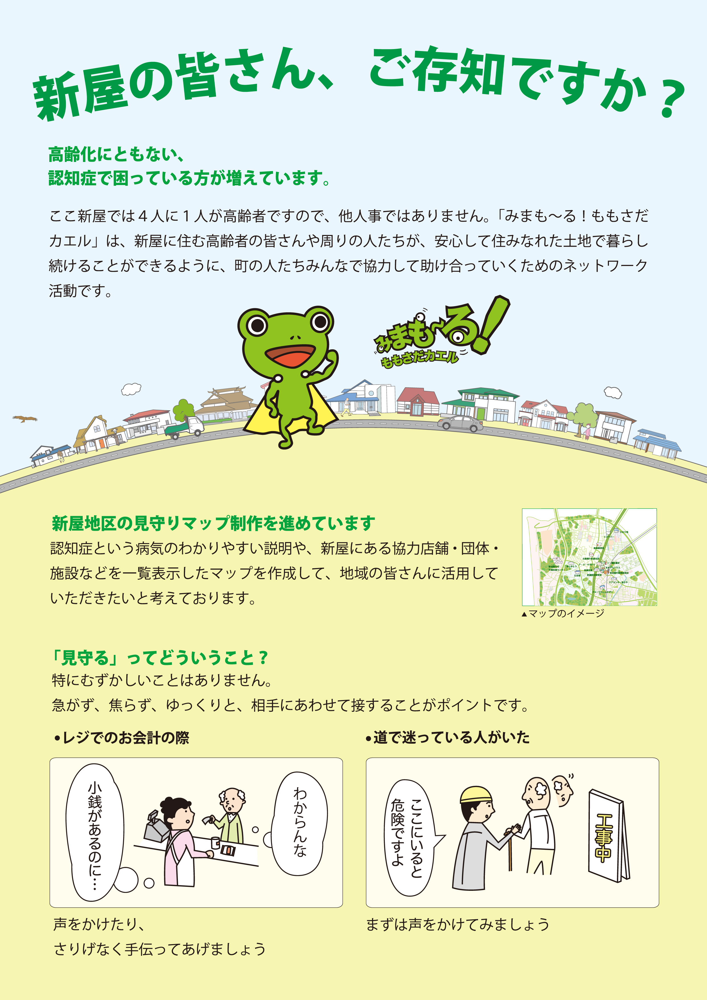 新屋の皆さん、ご存知ですか？
高齢化にともない、
認知症で困っている方が増えています。
ここ新屋では４人に１人が高齢者ですので、他人事ではありません。「みまも～る！ももさだ
カエル」は、新屋に住む高齢者の皆さんや周りの人たちが、安心して住みなれた土地で暮らし
続けることができるように、町の人たちみんなで協力して助け合っていくためのネットワーク
活動です。
みまも～る！
ももさだカエル
新屋地区の見守りマップ制作を進めています
認知症という病気のわかりやすい説明や、新屋にある協力店舗・団体・
施設などを一覧表示したマップを作成して、地域の皆さんに活用して
いただきたいと考えております。
▲マップのイメージ
「見守る」ってどういうこと？
特にむずかしいことはありません。
急がず、焦らず、ゆっくりと、相手にあわせて接することがポイントです。
●レジでのお会計の際
小銭があるのに…
わからんな
声をかけたり、
さりげなく手伝ってあげましょう
●道で迷っている人がいた
ここにいると
危険ですよ
工事中
まずは声をかけてみましょう